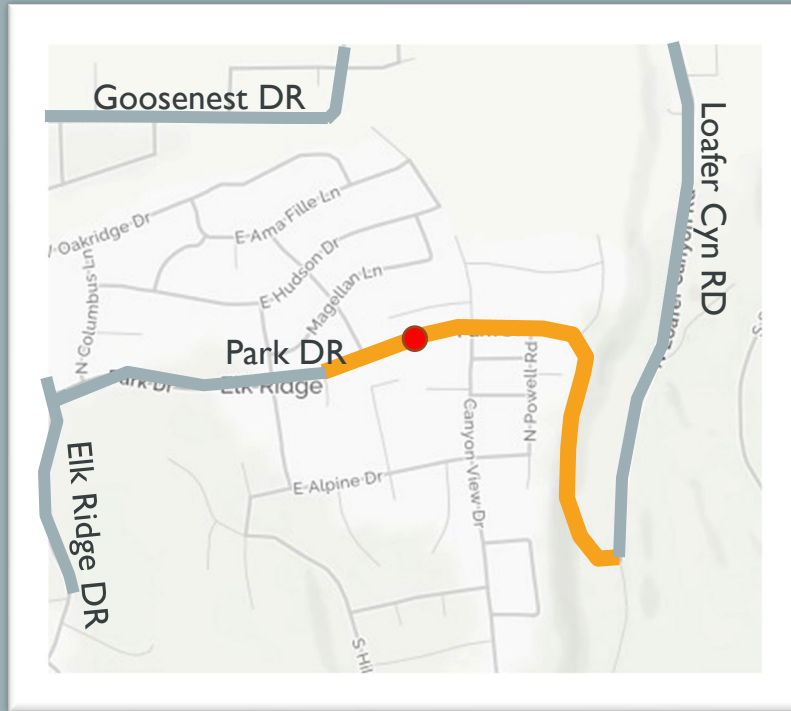 Goosenest DR
Loafer Cyn RD
Oakridge Dr
E Ama Fille Ln
E Hudson Dr
Magellan Ln
N Columbus Ln
Park DR
Park Dr
Elk Ridge
N Powell Rd
Canyon View Dr
E Alpine Dr
Elk Ridge DR
S Hil